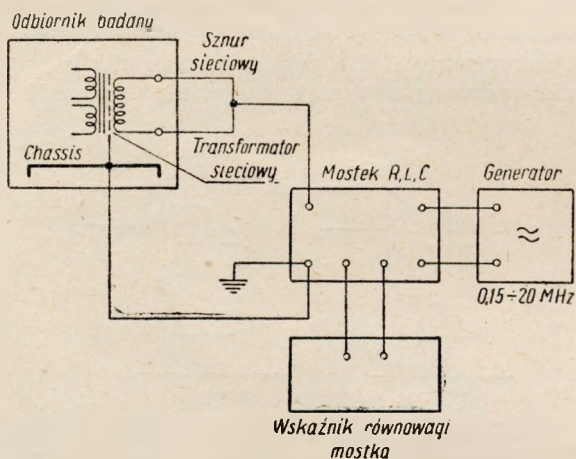 Odbiornik badany
Sznur
sieciowy
Transformator
sieciowy
Chassis
Mostek R,L,C
Generator
≈
0,15÷20 MHz
Wskaźnik równowagi
mostka